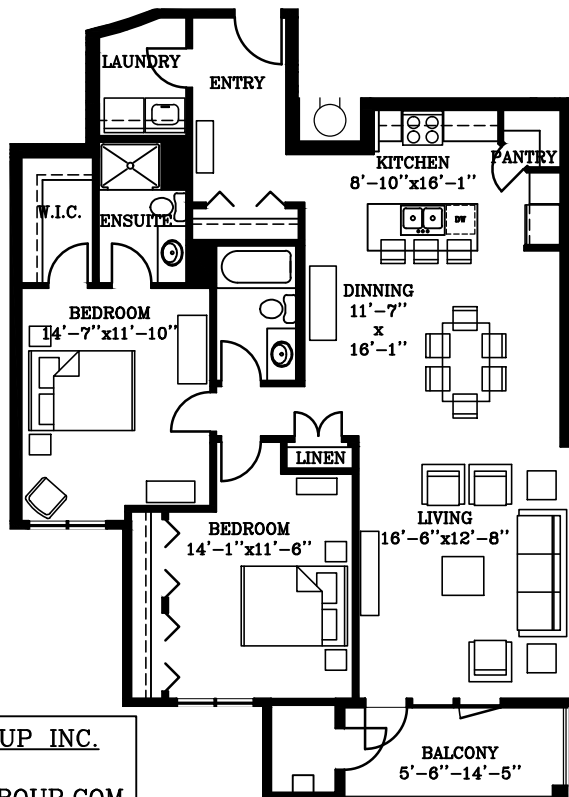 LAUNDRY
ENTRY
KITCHEN
8'-10"x16'-1"
PANTRY
W.I.C.
ENSUITE
DW
DINNING
11'-7"
x
16'-1"
BEDROOM
14'-7"x11'-10"
LINEN
BEDROOM
14'-1"x11'-6"
LIVING
16'-6"x12'-8"
UP INC.
ROUP.COM
BALCONY
5'-6"-14'-5"